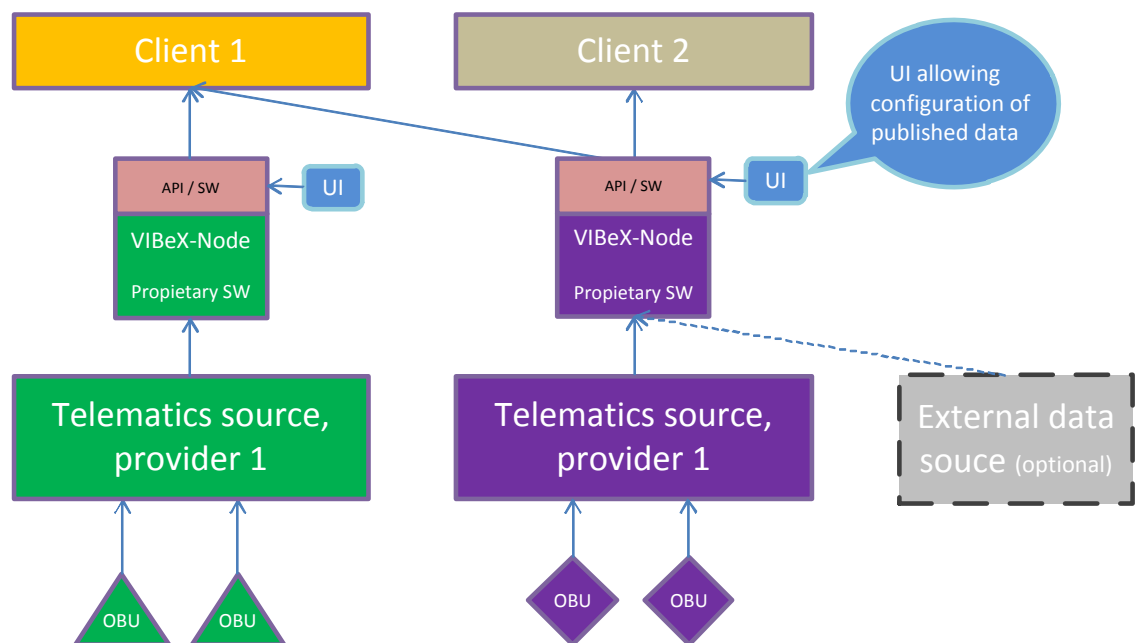 Client 1
Client 2
UI allowing
configuration of
published data
API / SW
UI
API / SW
UI
VIBeX-Node
Propietary SW
VIBeX-Node
Propietary SW
Telematics source,
provider 1
Telematics source,
provider 1
External data
souce (optional)
OBU
OBU
OBU
OBU